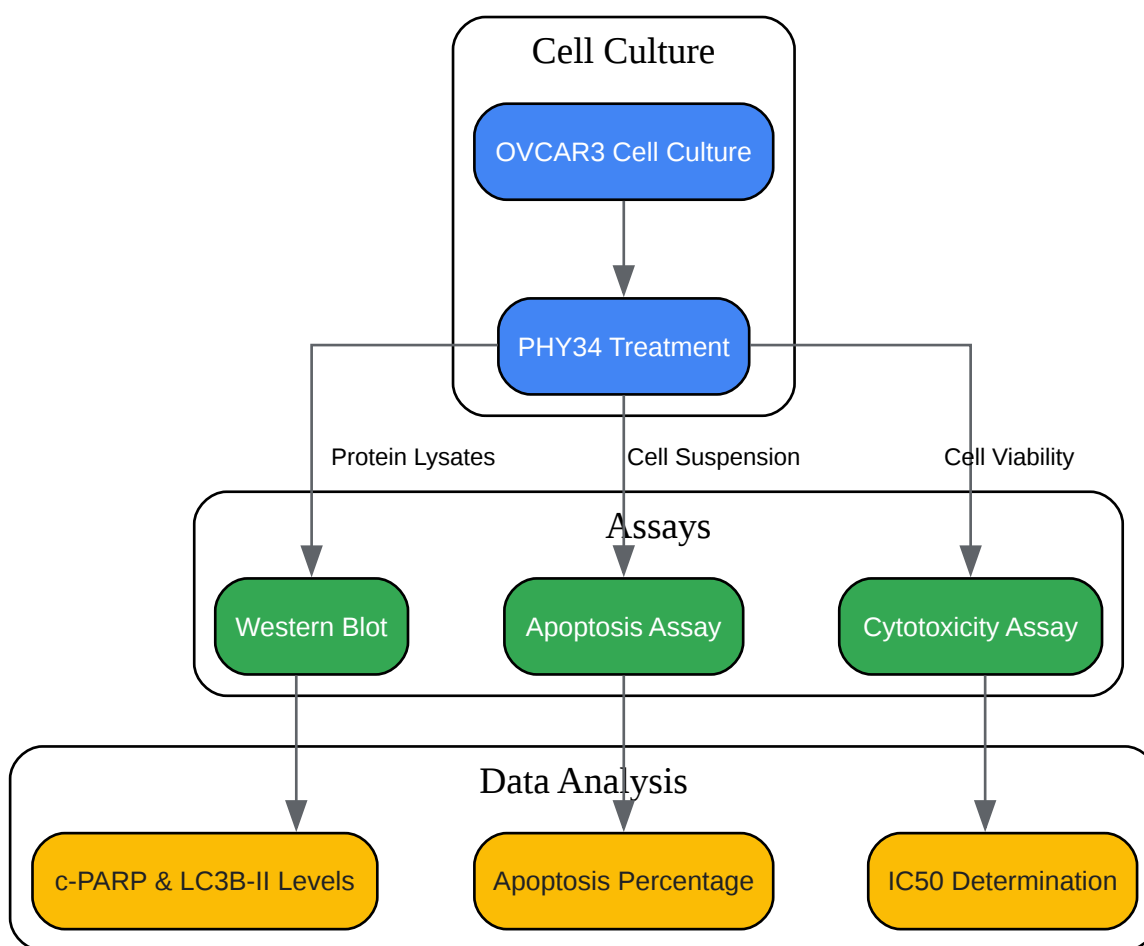 Cell Culture
OVCAR3 Cell Culture
PHY34 Treatment
Protein Lysates
Cell Suspension
Cell Viability
Assays
Western Blot
Apoptosis Assay
Cytotoxicity Assay
Data Analysis
c-PARP & LC3B-II Levels
Apoptosis Percentage
IC50 Determination